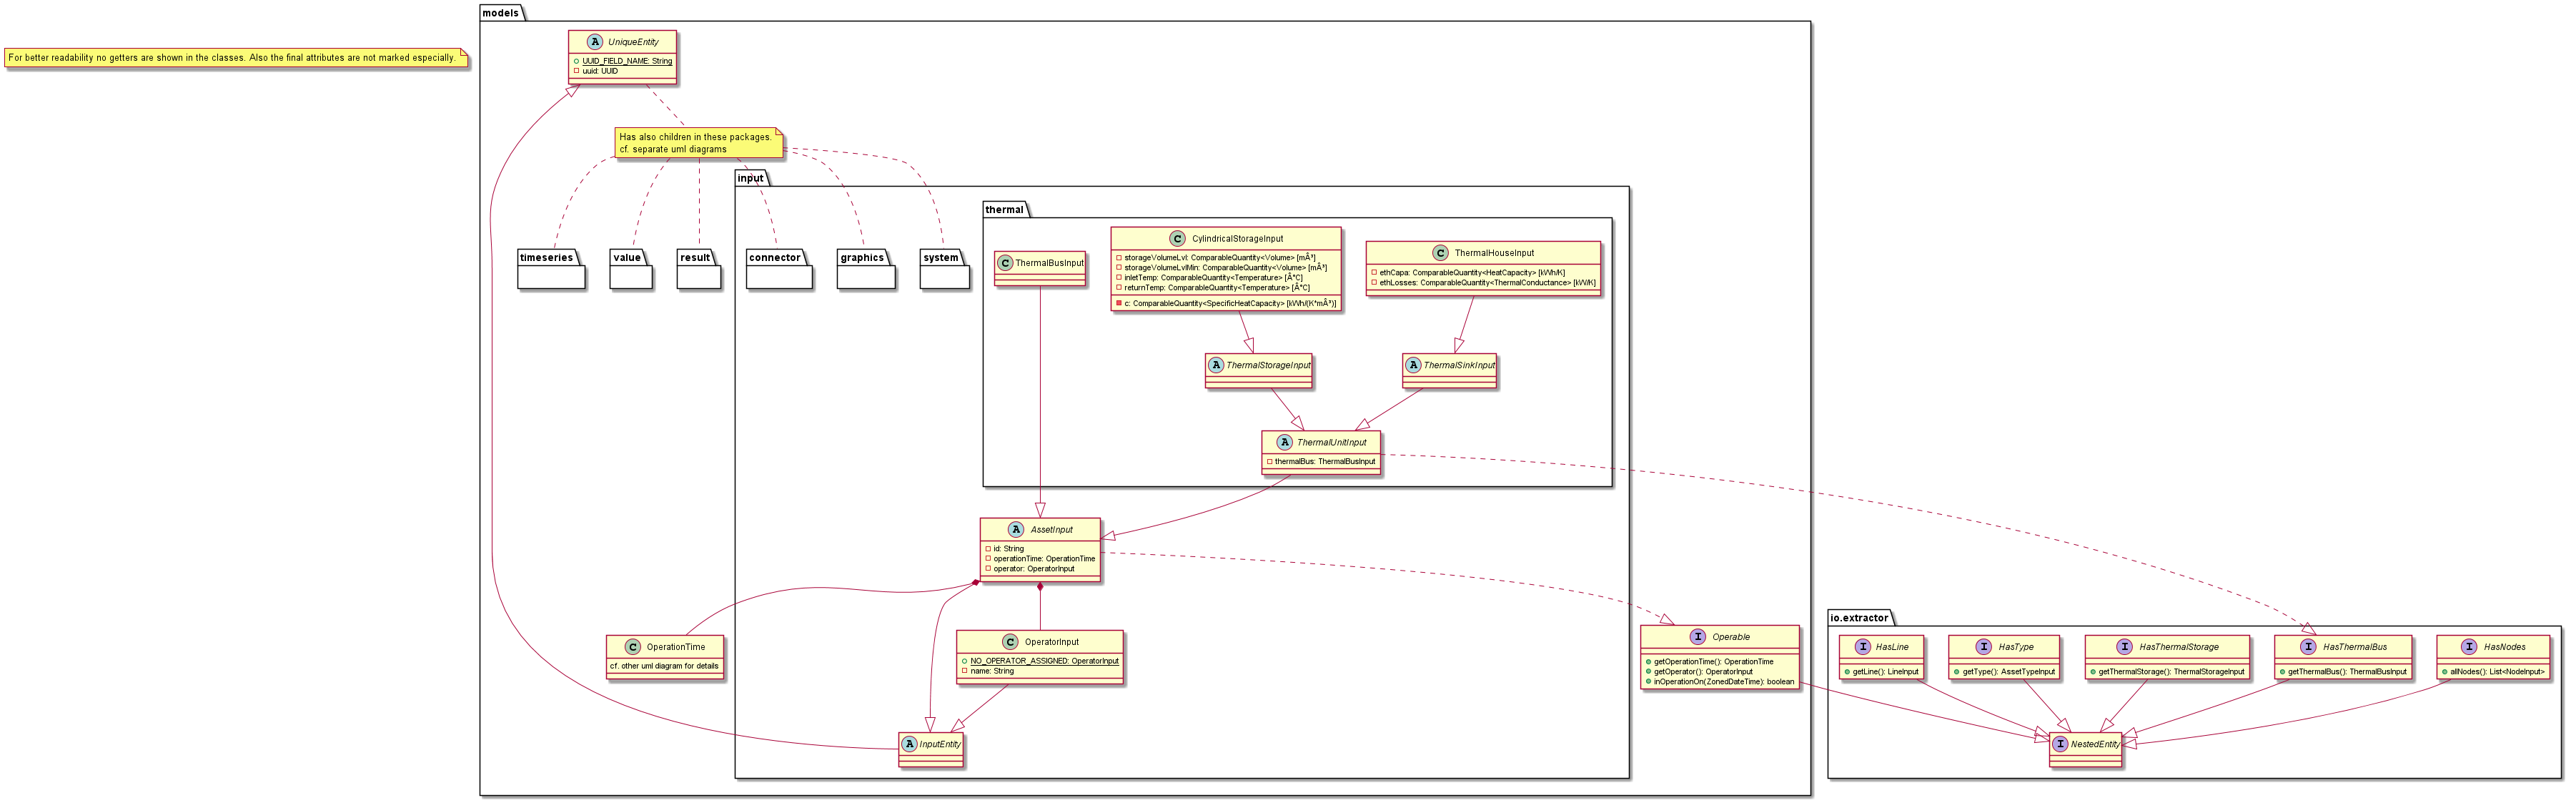 models
For better readability no getters are shown in the classes. Also the final attributes are not marked especially.
A UniqueEntity
UUID_FIELD_NAME: String
uuid: UUID
Has also children in these packages.
cf. separate uml diagrams
input
thermal
timeseries
value
result
connector
graphics
system
C ThermalBusInput
C CylindricalStorageInput
storageVolumeLvl: ComparableQuantity<Volume> [mÂ³]
storageVolumeLvlMin: ComparableQuantity<Volume> [mÂ³]
inletTemp: ComparableQuantity<Temperature> [Â°C]
returnTemp: ComparableQuantity<Temperature> [Â°C]
c: ComparableQuantity<SpecificHeatCapacity> [kWh/(K*mÂ³)]
C ThermalHouseInput
ethCapa: ComparableQuantity<HeatCapacity> [kWh/K]
ethLosses: ComparableQuantity<ThermalConductance> [kW/K]
A ThermalStorageInput
A ThermalSinkInput
A ThermalUnitInput
thermalBus: ThermalBusInput
A AssetInput
id: String
operationTime: OperationTime
operator: OperatorInput
C OperationTime
cf. other uml diagram for details
C OperatorInput
NO_OPERATOR_ASSIGNED: OperatorInput
name: String
A InputEntity
I Operable
getOperationTime(): OperationTime
getOperator(): OperatorInput
inOperationOn(ZonedDateTime): boolean
io.extractor
I HasLine
getLine(): LineInput
I HasType
getType(): AssetTypeInput
I HasThermalStorage
getThermalStorage(): ThermalStorageInput
I HasThermalBus
getThermalBus(): ThermalBusInput
I HasNodes
allNodes(): List<NodeInput>
I NestedEntity